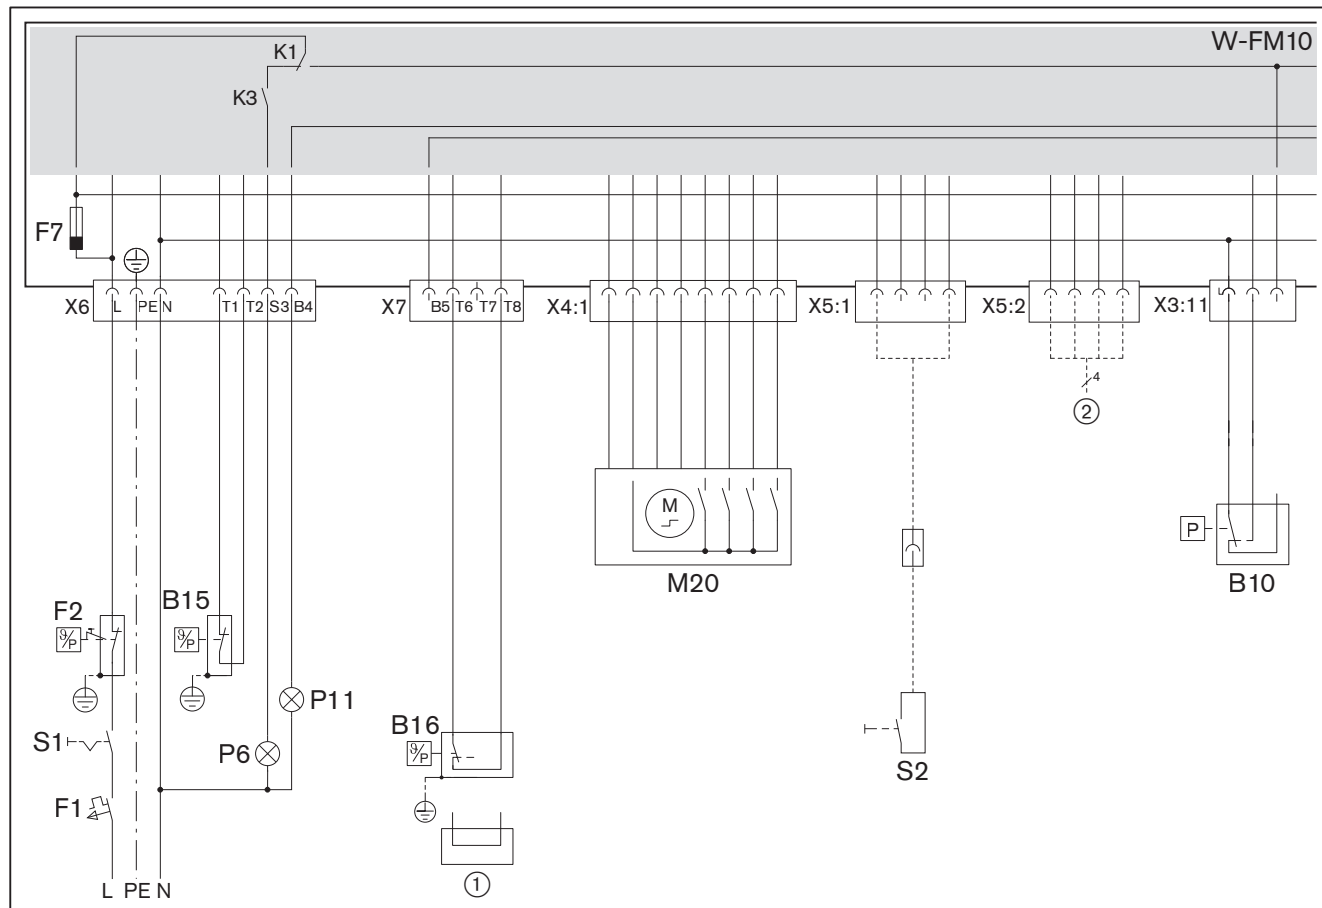 W-FM10
K1
K3
F7
X6 L PE N T1 T2 S3 B4
X7 B5 T6 T7 T8
X4:1
X5:1
X5:2
X3:11 L
4
2
M
M20
P
B10
F2
ϑ/P
B15
ϑ/P
P11
S1
P6
B16
ϑ/P
S2
F1
L PE N
1